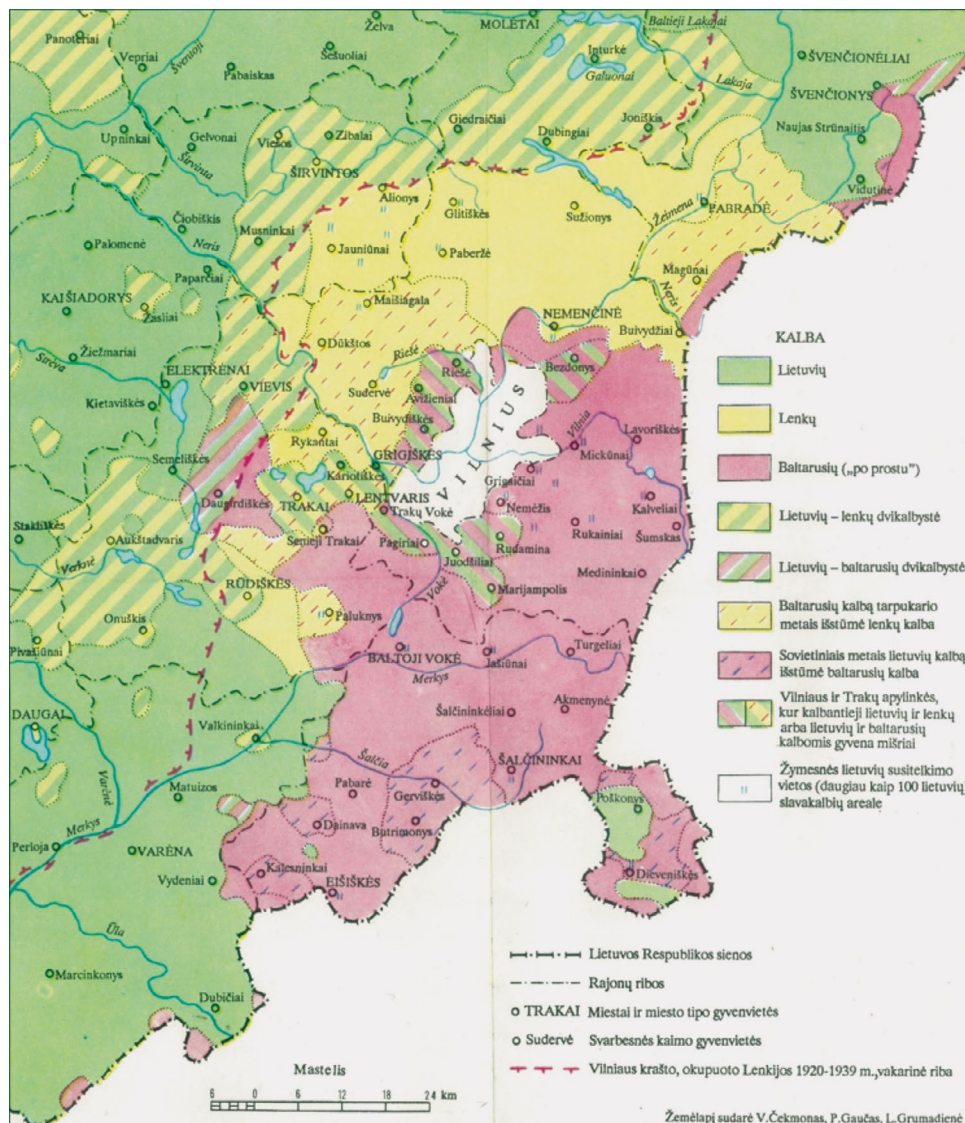 Panoteriai
Vepriai
Šventoji
Želva
Šešuoliai
Pabaiskas
MOLĖTAI
Baltieji Lakajai
Inturkė
Galuonai
Lakaja
ŠVENČIONĖLIAI
ŠVENČIONYS
Upninkai
Gelvonai
Širvinta
Viešos
Zibalai
ŠIRVINTOS
Giedraičiai
Dubingiai
Joniškis
Naujas Strūnaitis
Vidutinė
Čiobiškis
Musninkai
Alionys
Glitiškės
Sužionys
Žeimena
PABRADĖ
Palomenė
Neris
Paparčiai
Jauniūnai
Paberžė
Magūnai
KAIŠIADORYS
Žasliai
Maišiagala
NEMENČINĖ
Neris
Buivydžiai
Žiežmariai
Strėva
Dūkštos
Riešė
Riešė
Bezdonys
ELEKTRĖNAI
VIEVIS
Sudervė
Avižieniai
Kietaviškės
Buivydiškės
VILNIUS
Vilnia
Lavoriškės
Rykantai
Mickūnai
Semeliškės
Kariotiškės
GRIGIŠKĖS
Grigaičiai
Daugirdiškės
TRAKAI
LENTVARIS
Trakų Vokė
Nemėžis
Kalveliai
Stakliškės
Aukštadvaris
Senieji Trakai
Pagiriai
Rudamina
Rukainiai
Šumskas
Verknė
Juodšiliai
RŪDIŠKĖS
Vokė
Marijampolis
Medininkai
Onuškis
Paluknys
Pivašiūnai
BALTOJI VOKĖ
Jašiūnai
Turgeliai
Merkys
DAUGAI
Valkininkai
Šalčininkėliai
Akmenynė
Varėnė
Šalčia
ŠALČININKAI
Matuizos
Pabarė
Gerviškės
Poškonys
Merkys
Dainava
Butrimonys
Perloja
VARĖNA
Kalesninkai
Dieveniškės
Vydeniai
EIŠIŠKĖS
Ūla
Marcinkonys
Dubičiai
KALBA
Lietuvių
Lenkų
Baltarusių („po prostu”)
Lietuvių – lenkų dvikalbystė
Lietuvių – baltarusių dvikalbystė
Baltarusių kalbą tarpukario
metais išstūmė lenkų kalba
Sovietiniais metais lietuvių kalbą
išstūmė baltarusių kalba
Vilniaus ir Trakų apylinkės,
kur kalbantieji lietuvių ir lenkų
arba lietuvių ir baltarusių
kalbomis gyvena mišriai
Žymesnės lietuvių susitelkimo
vietos (daugiau kaip 100 lietuvių)
slavakalbių areale
Lietuvos Respublikos sienos
Rajonų ribos
TRAKAI Miestai ir miesto tipo gyvenvietės
Sudervė Svarbesnės kaimo gyvenvietės
Vilniaus krašto, okupuoto Lenkijos 1920-1939 m., vakarinė riba
Mastelis
6 0 6 12 18 24 km
Žemėlapį sudarė V.Čekmonas, P.Gaučas, L.Grumadienė